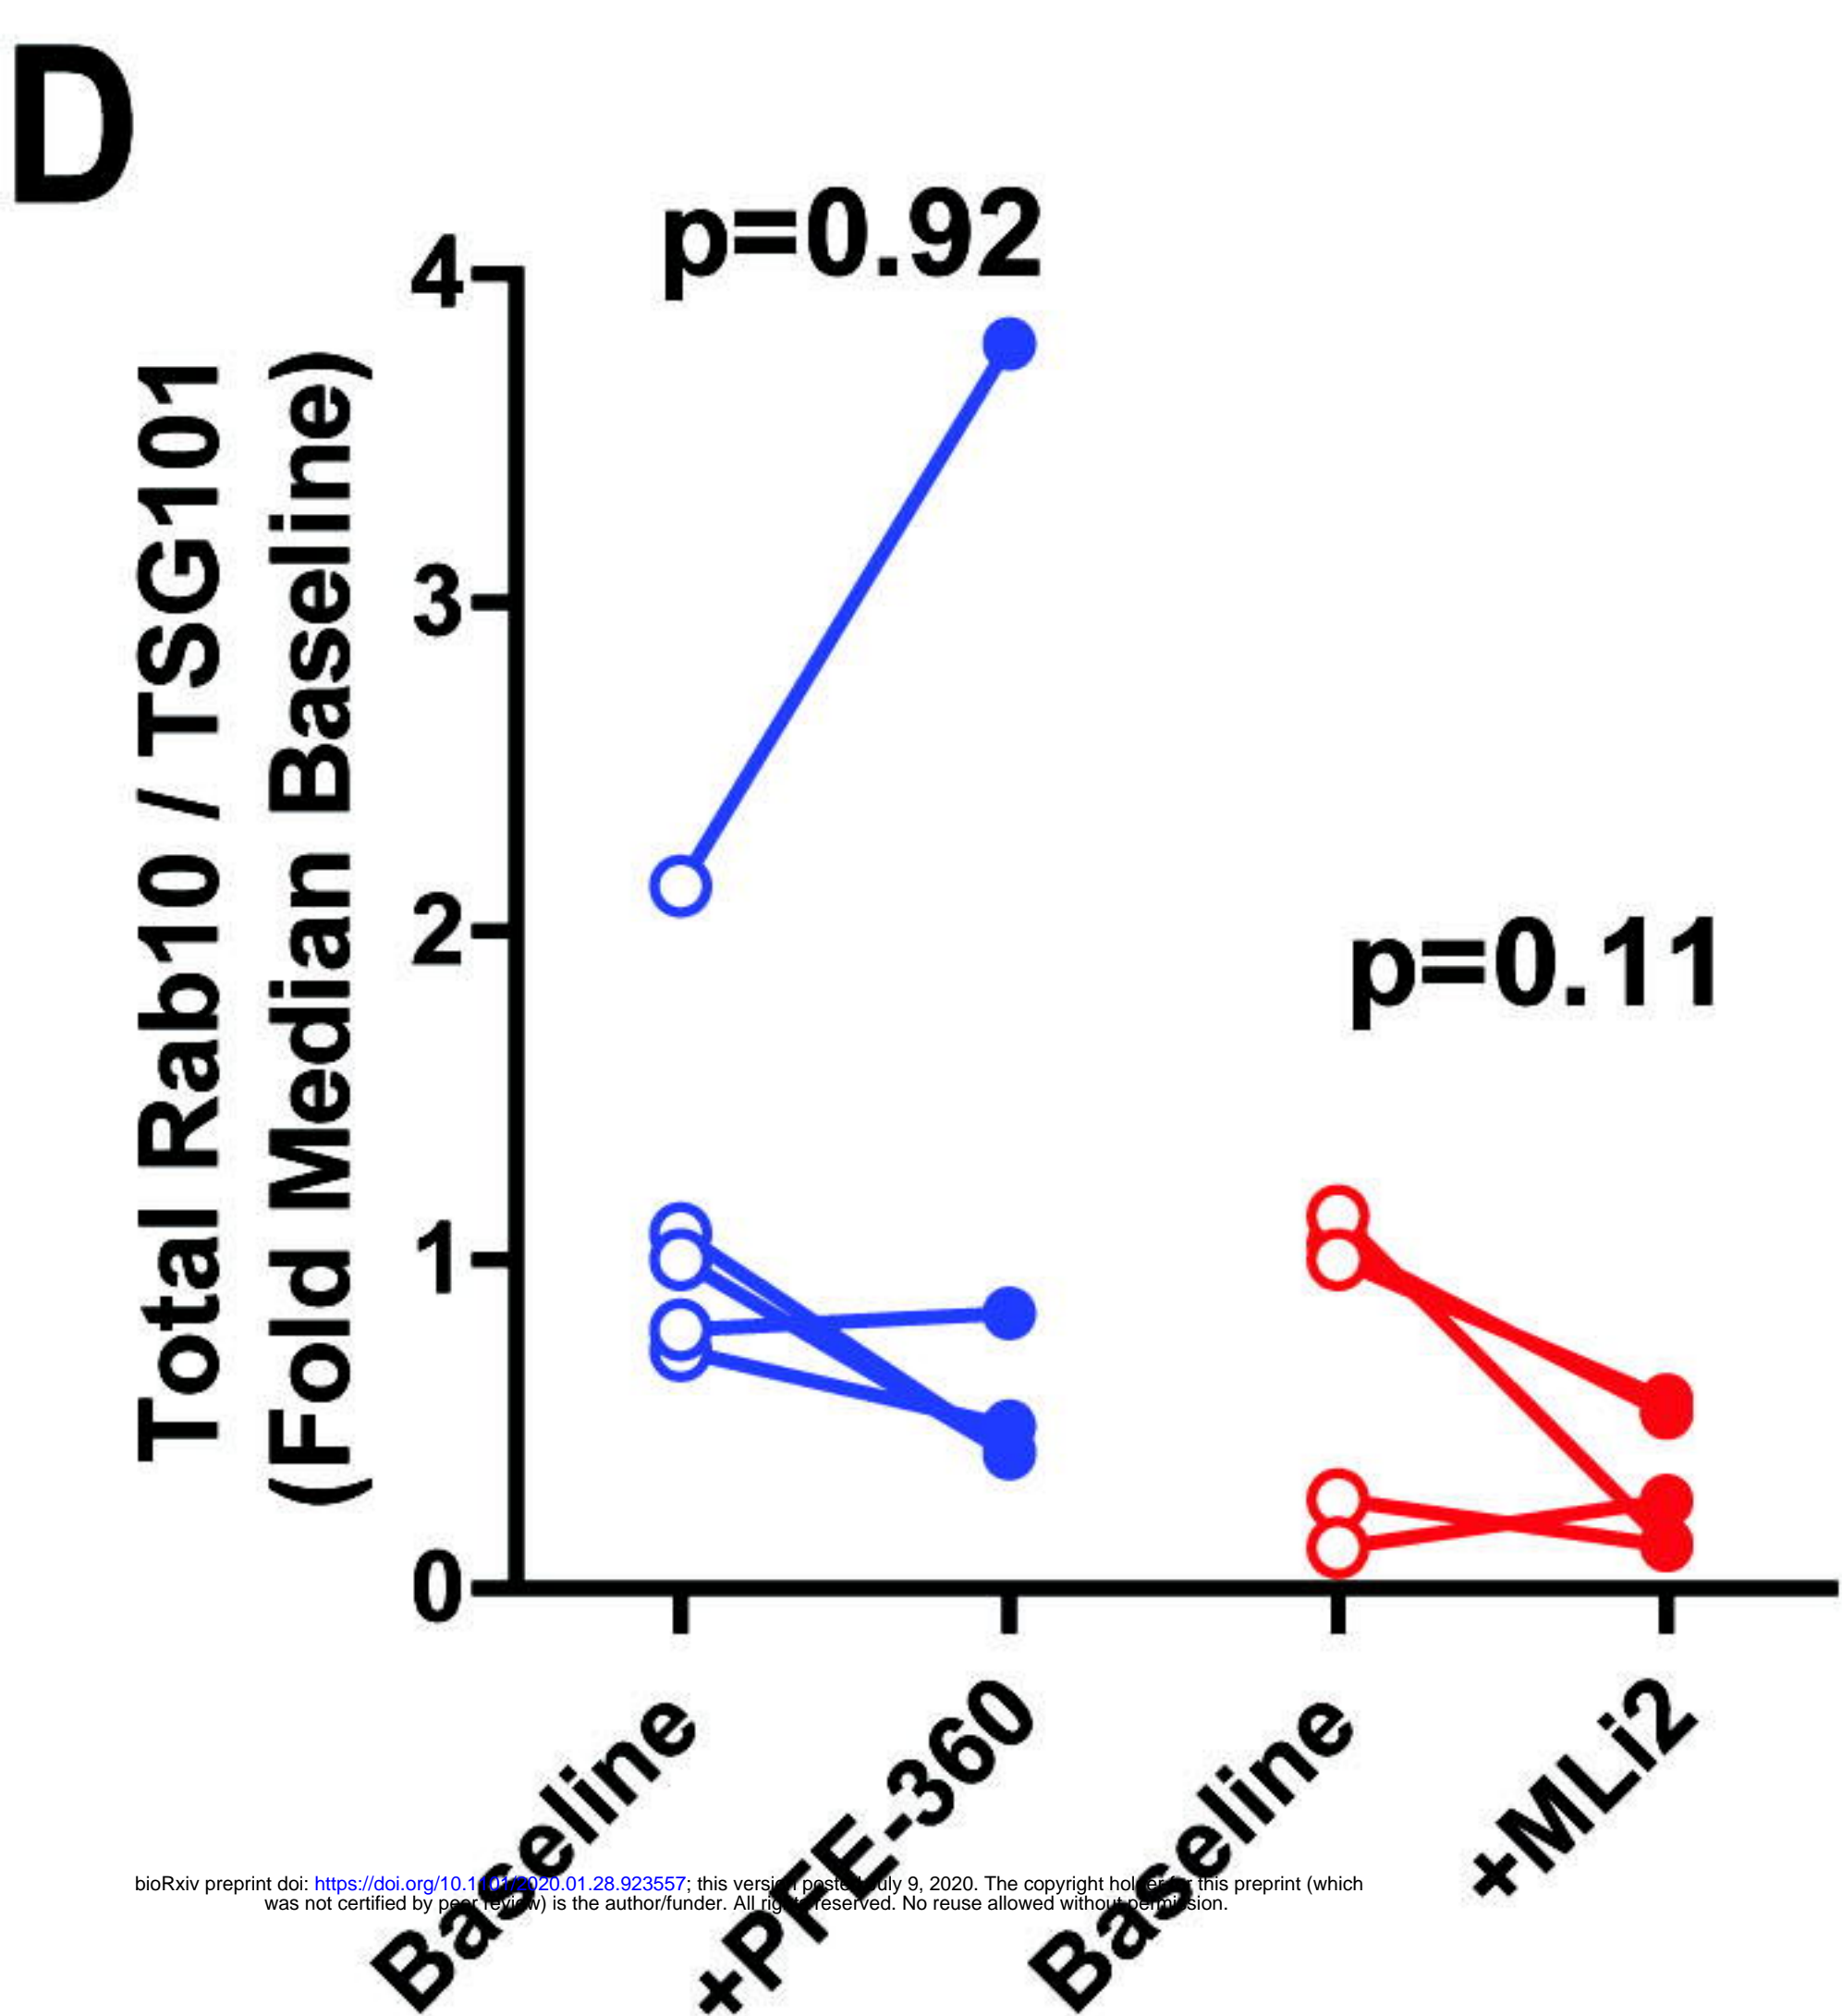 D
p=0.92
4
3
2
1
0
Total Rab10 / TSG101
(Fold Median Baseline)
p=0.11
Baseline
+PFE-360
Baseline
+MLi2
bioRxiv preprint doi: https://doi.org/10.1101/2020.01.28.923557; this version posted July 9, 2020. The copyright holder for this preprint (which
was not certified by peer review) is the author/funder. All rights reserved. No reuse allowed without permission.